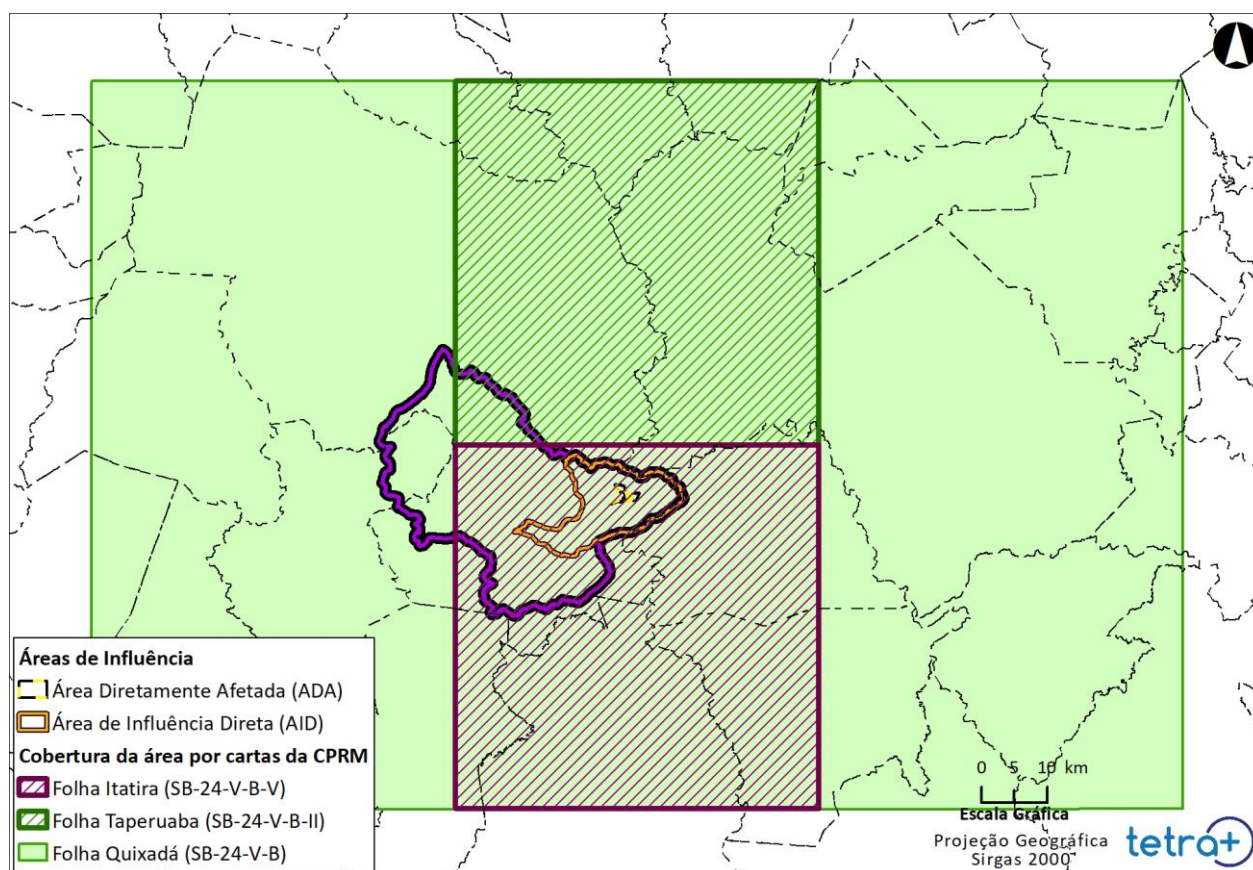 Áreas de Influência
Área Diretamente Afetada (ADA)
Área de Influência Direta (AID)
Cobertura da área por cartas da CPRM
Folha Itatira (SB-24-V-B-V)
Folha Taperuaba (SB-24-V-B-II)
Folha Quixadá (SB-24-V-B)
0 5 10 km
Escala Gráfica
Projeção Geográfica
Sirgas 2000
tetra+